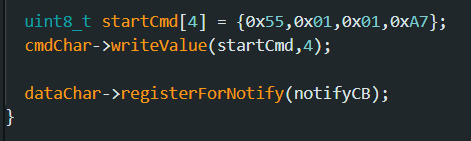 uint8_t startCmd[4] = {0x55,0x01,0x01,0xA7};
cmdChar->writeValue(startCmd,4);
dataChar->registerForNotify(notifyCB);
}